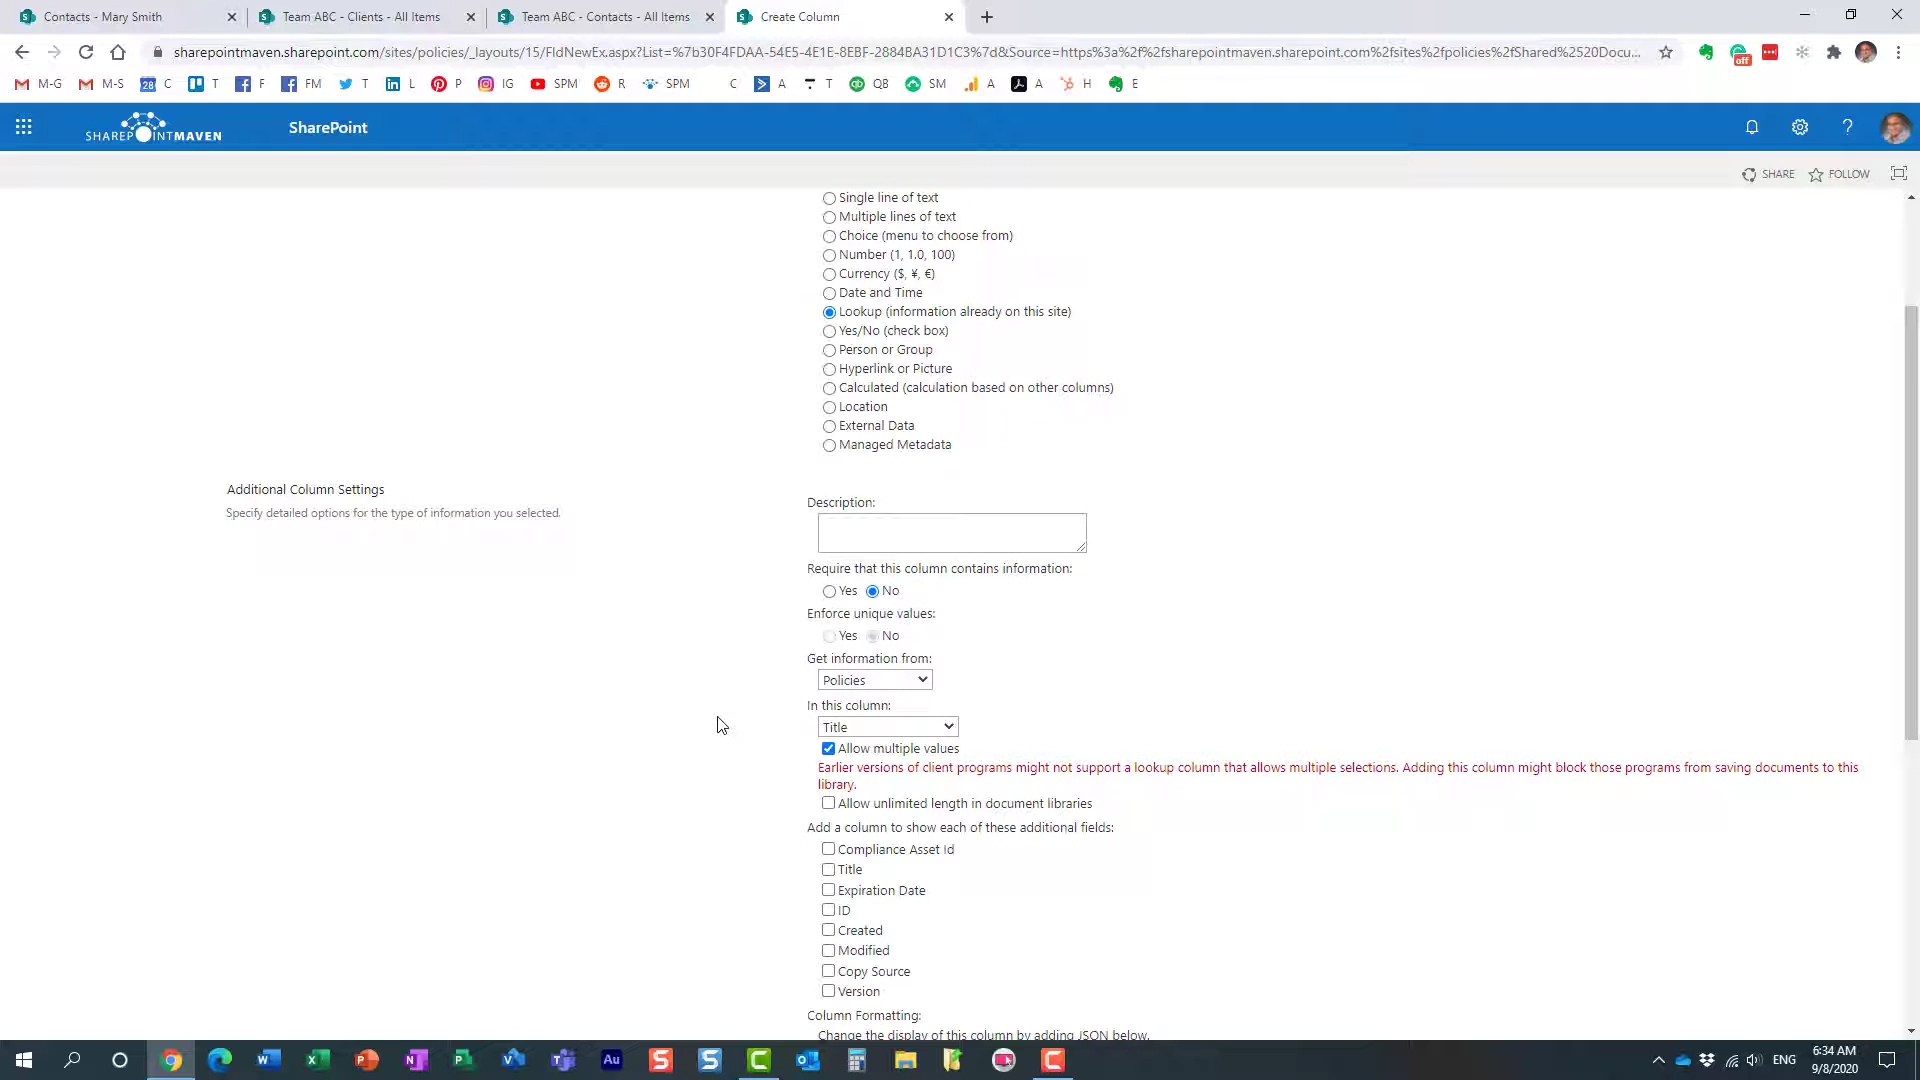 Contacts - Mary Smith
Team ABC - Clients - All Items
Team ABC - Contacts - All Items
Create Column
sharepointmaven.sharepoint.com/sites/policies/_layouts/15/FldNewEx.aspx?List=%7b30F4FDAA-54E5-4E1E-8EBF-2884BA31D1C3%7d&Source=https%3a%2f%2fsharepointmaven.sharepoint.com%2fsites%2fpolicies%2fShared%2520Docu...
off
M-G M-S 28 C T F FM T L P IG SPM R SPM C A T QB SM A A H E
SHAREPOINTMAVEN
SharePoint
SHARE FOLLOW
Single line of text
Multiple lines of text
Choice (menu to choose from)
Number (1, 1.0, 100)
Currency ($, ¥, €)
Date and Time
Lookup (information already on this site)
Yes/No (check box)
Person or Group
Hyperlink or Picture
Calculated (calculation based on other columns)
Location
External Data
Managed Metadata
Additional Column Settings
Specify detailed options for the type of information you selected.
Description:
Require that this column contains information:
Yes No
Enforce unique values:
Yes No
Get information from:
Policies
In this column:
Title
Allow multiple values
Earlier versions of client programs might not support a lookup column that allows multiple selections. Adding this column might block those programs from saving documents to this
library.
Allow unlimited length in document libraries
Add a column to show each of these additional fields:
Compliance Asset Id
Title
Expiration Date
ID
Created
Modified
Copy Source
Version
Column Formatting:
Change the display of this column by adding JSON below.
Au
ENG
6:34 AM
9/8/2020